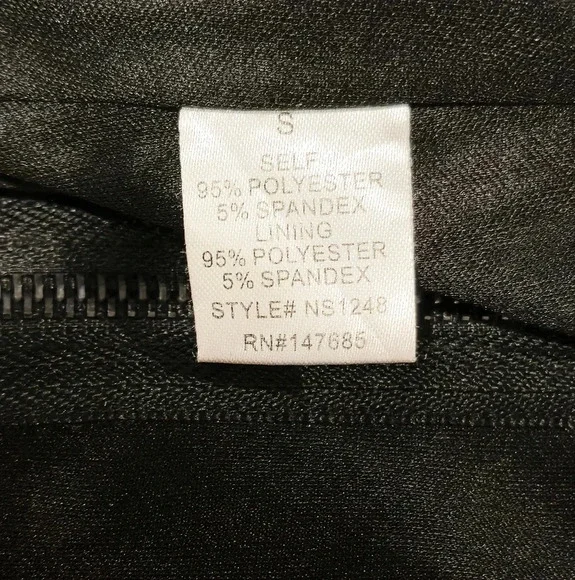 S
SELF
95% POLYESTER
5% SPANDEX
LINING
95% POLYESTER
5% SPANDEX
STYLE# NS1248
RN#147685